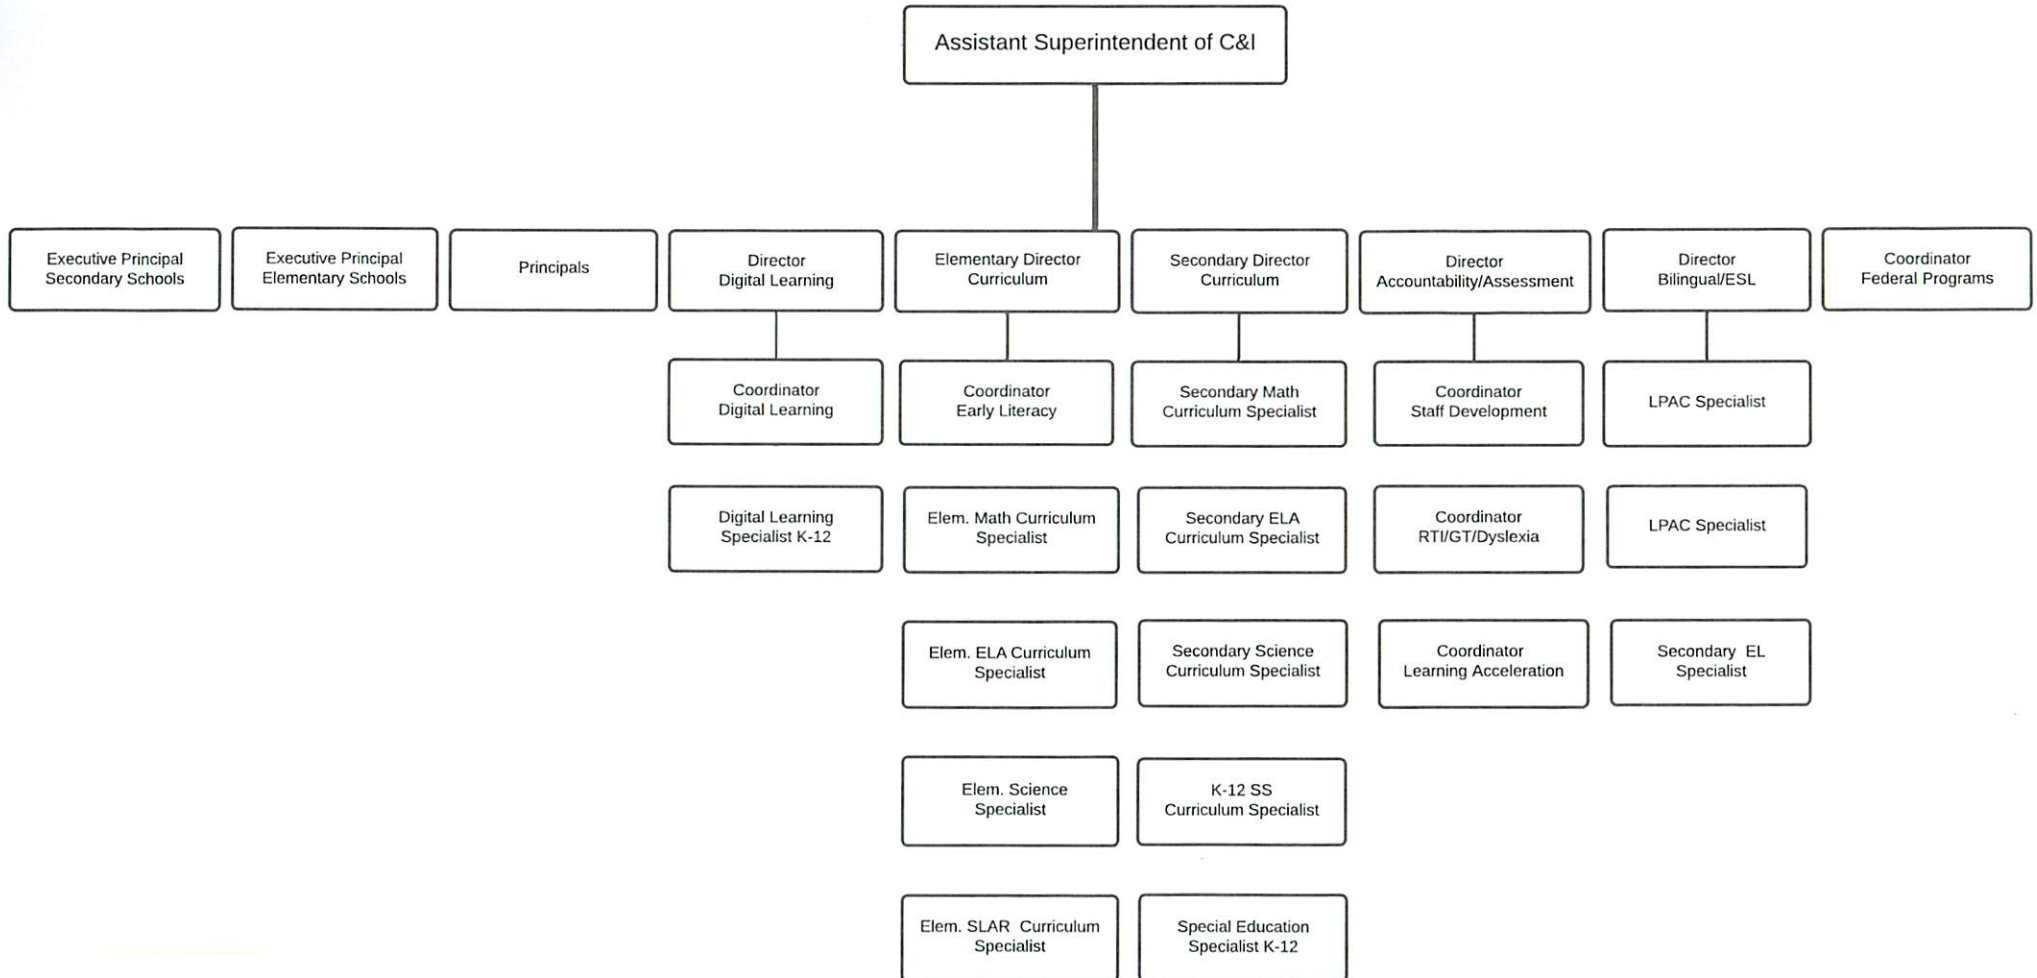 Assistant Superintendent of C&I
Executive Principal
Secondary Schools
Executive Principal
Elementary Schools
Principals
Director
Digital Learning
Elementary Director
Curriculum
Secondary Director
Curriculum
Director
Accountability/Assessment
Director
Bilingual/ESL
Coordinator
Federal Programs
Coordinator
Digital Learning
Coordinator
Early Literacy
Secondary Math
Curriculum Specialist
Coordinator
Staff Development
LPAC Specialist
Digital Learning
Specialist K-12
Elem. Math Curriculum
Specialist
Secondary ELA
Curriculum Specialist
Coordinator
RTI/GT/Dyslexia
LPAC Specialist
Elem. ELA Curriculum
Specialist
Secondary Science
Curriculum Specialist
Coordinator
Learning Acceleration
Secondary EL
Specialist
Elem. Science
Specialist
K-12 SS
Curriculum Specialist
Elem. SLAR Curriculum
Specialist
Special Education
Specialist K-12